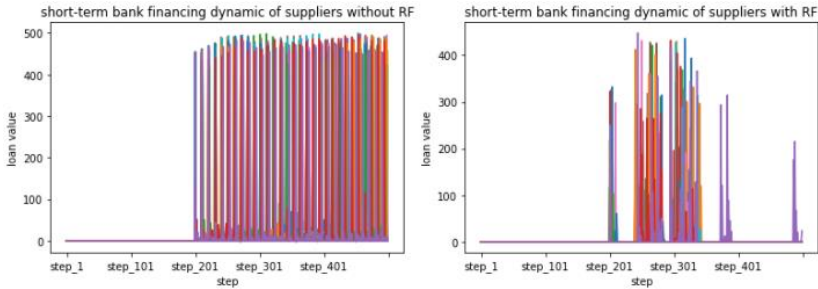 short-term bank financing dynamic of suppliers without RF
500
400
300
200
100
0
loan value
step_1 step_101 step_201 step_301 step_401
step
short-term bank financing dynamic of suppliers with RF
400
300
200
100
0
loan value
step_1 step_101 step_201 step_301 step_401
step